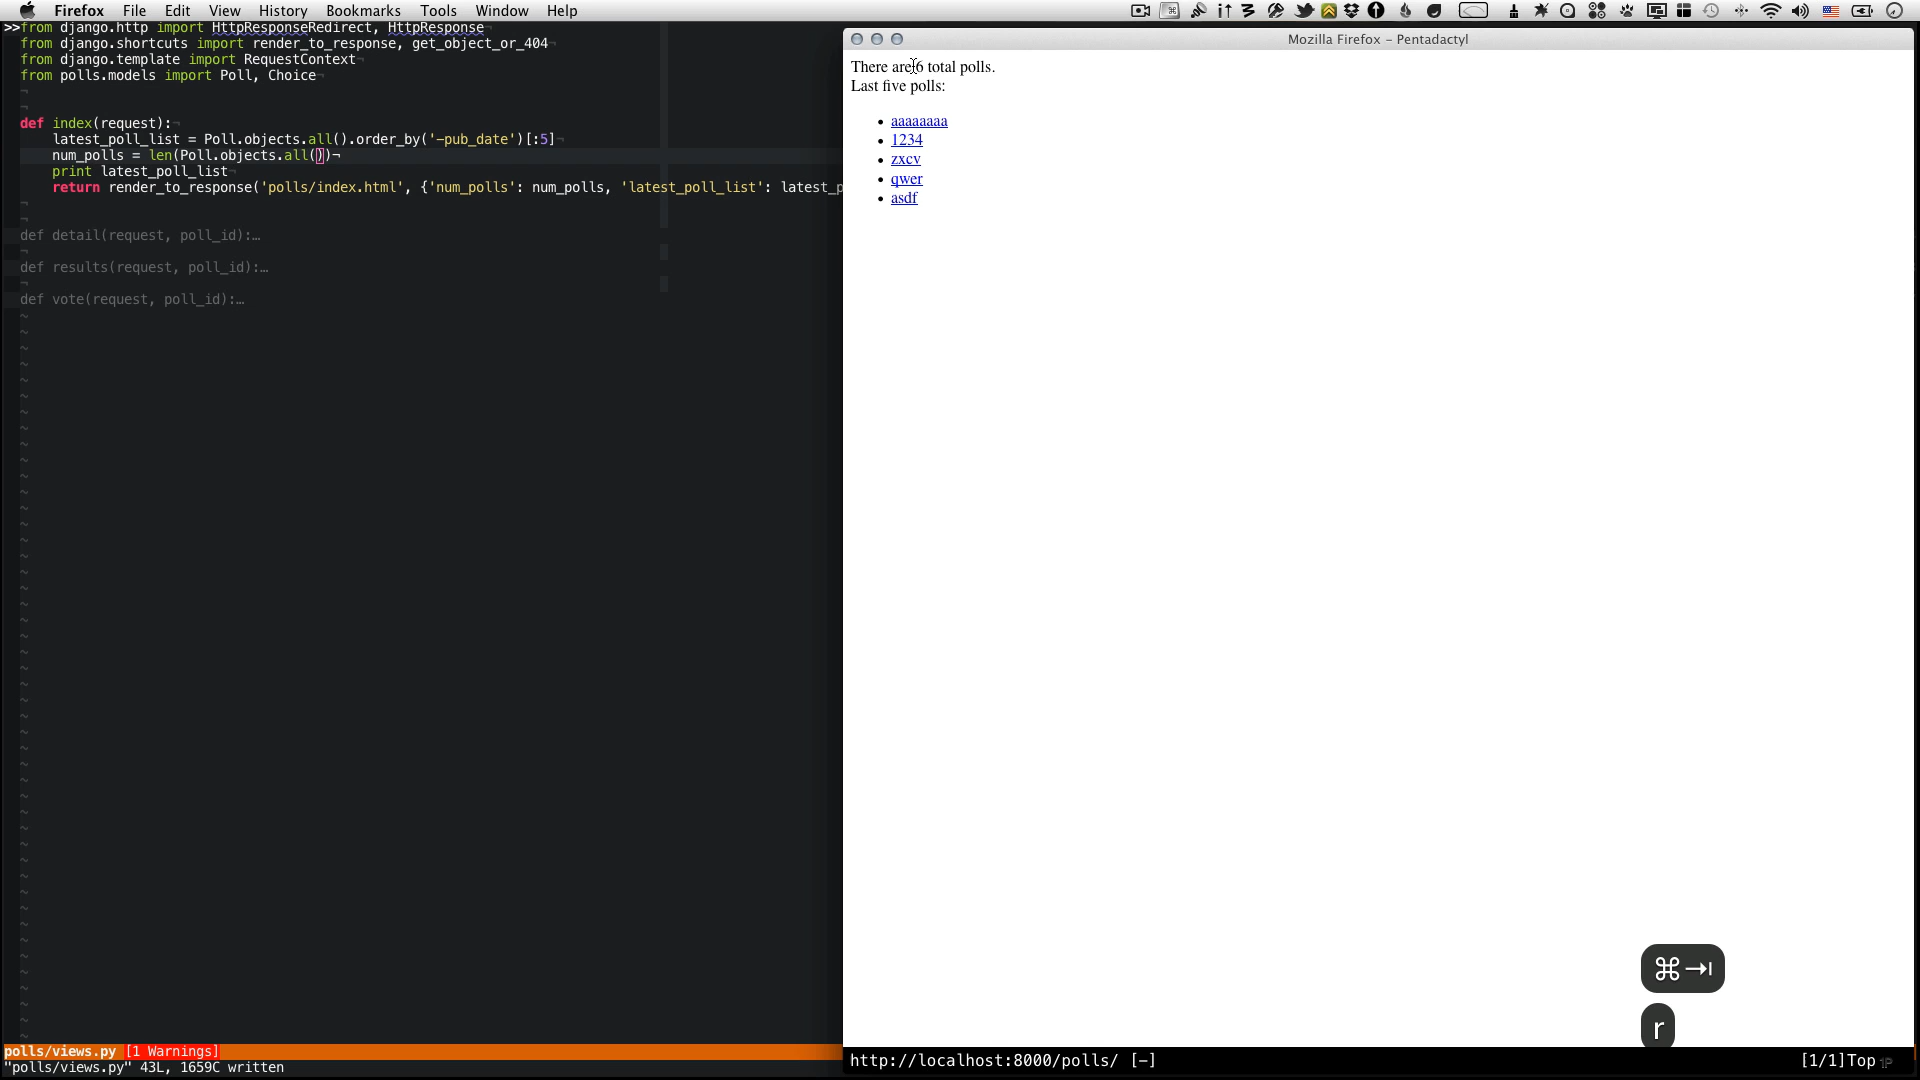 Firefox File Edit View History Bookmarks Tools Window Help
>>from django.http import HttpResponseRedirect, HttpResponse¬
from django.shortcuts import render_to_response, get_object_or_404¬
from django.template import RequestContext¬
from polls.models import Poll, Choice¬
¬
¬
def index(request):¬
latest_poll_list = Poll.objects.all().order_by('-pub_date')[:5]¬
num_polls = len(Poll.objects.all())¬
print latest_poll_list¬
return render_to_response('polls/index.html', {'num_polls': num_polls, 'latest_poll_list': latest_p
¬
¬
def detail(request, poll_id):…
¬
def results(request, poll_id):…
¬
def vote(request, poll_id):…
polls/views.py [1 Warnings]
"polls/views.py" 43L, 1659C written
Mozilla Firefox - Pentadactyl
There are 6 total polls.
Last five polls:
• aaaaaaaa
• 1234
• zxcv
• qwer
• asdf
⌘⇥
r
http://localhost:8000/polls/ [-] [1/1]Top